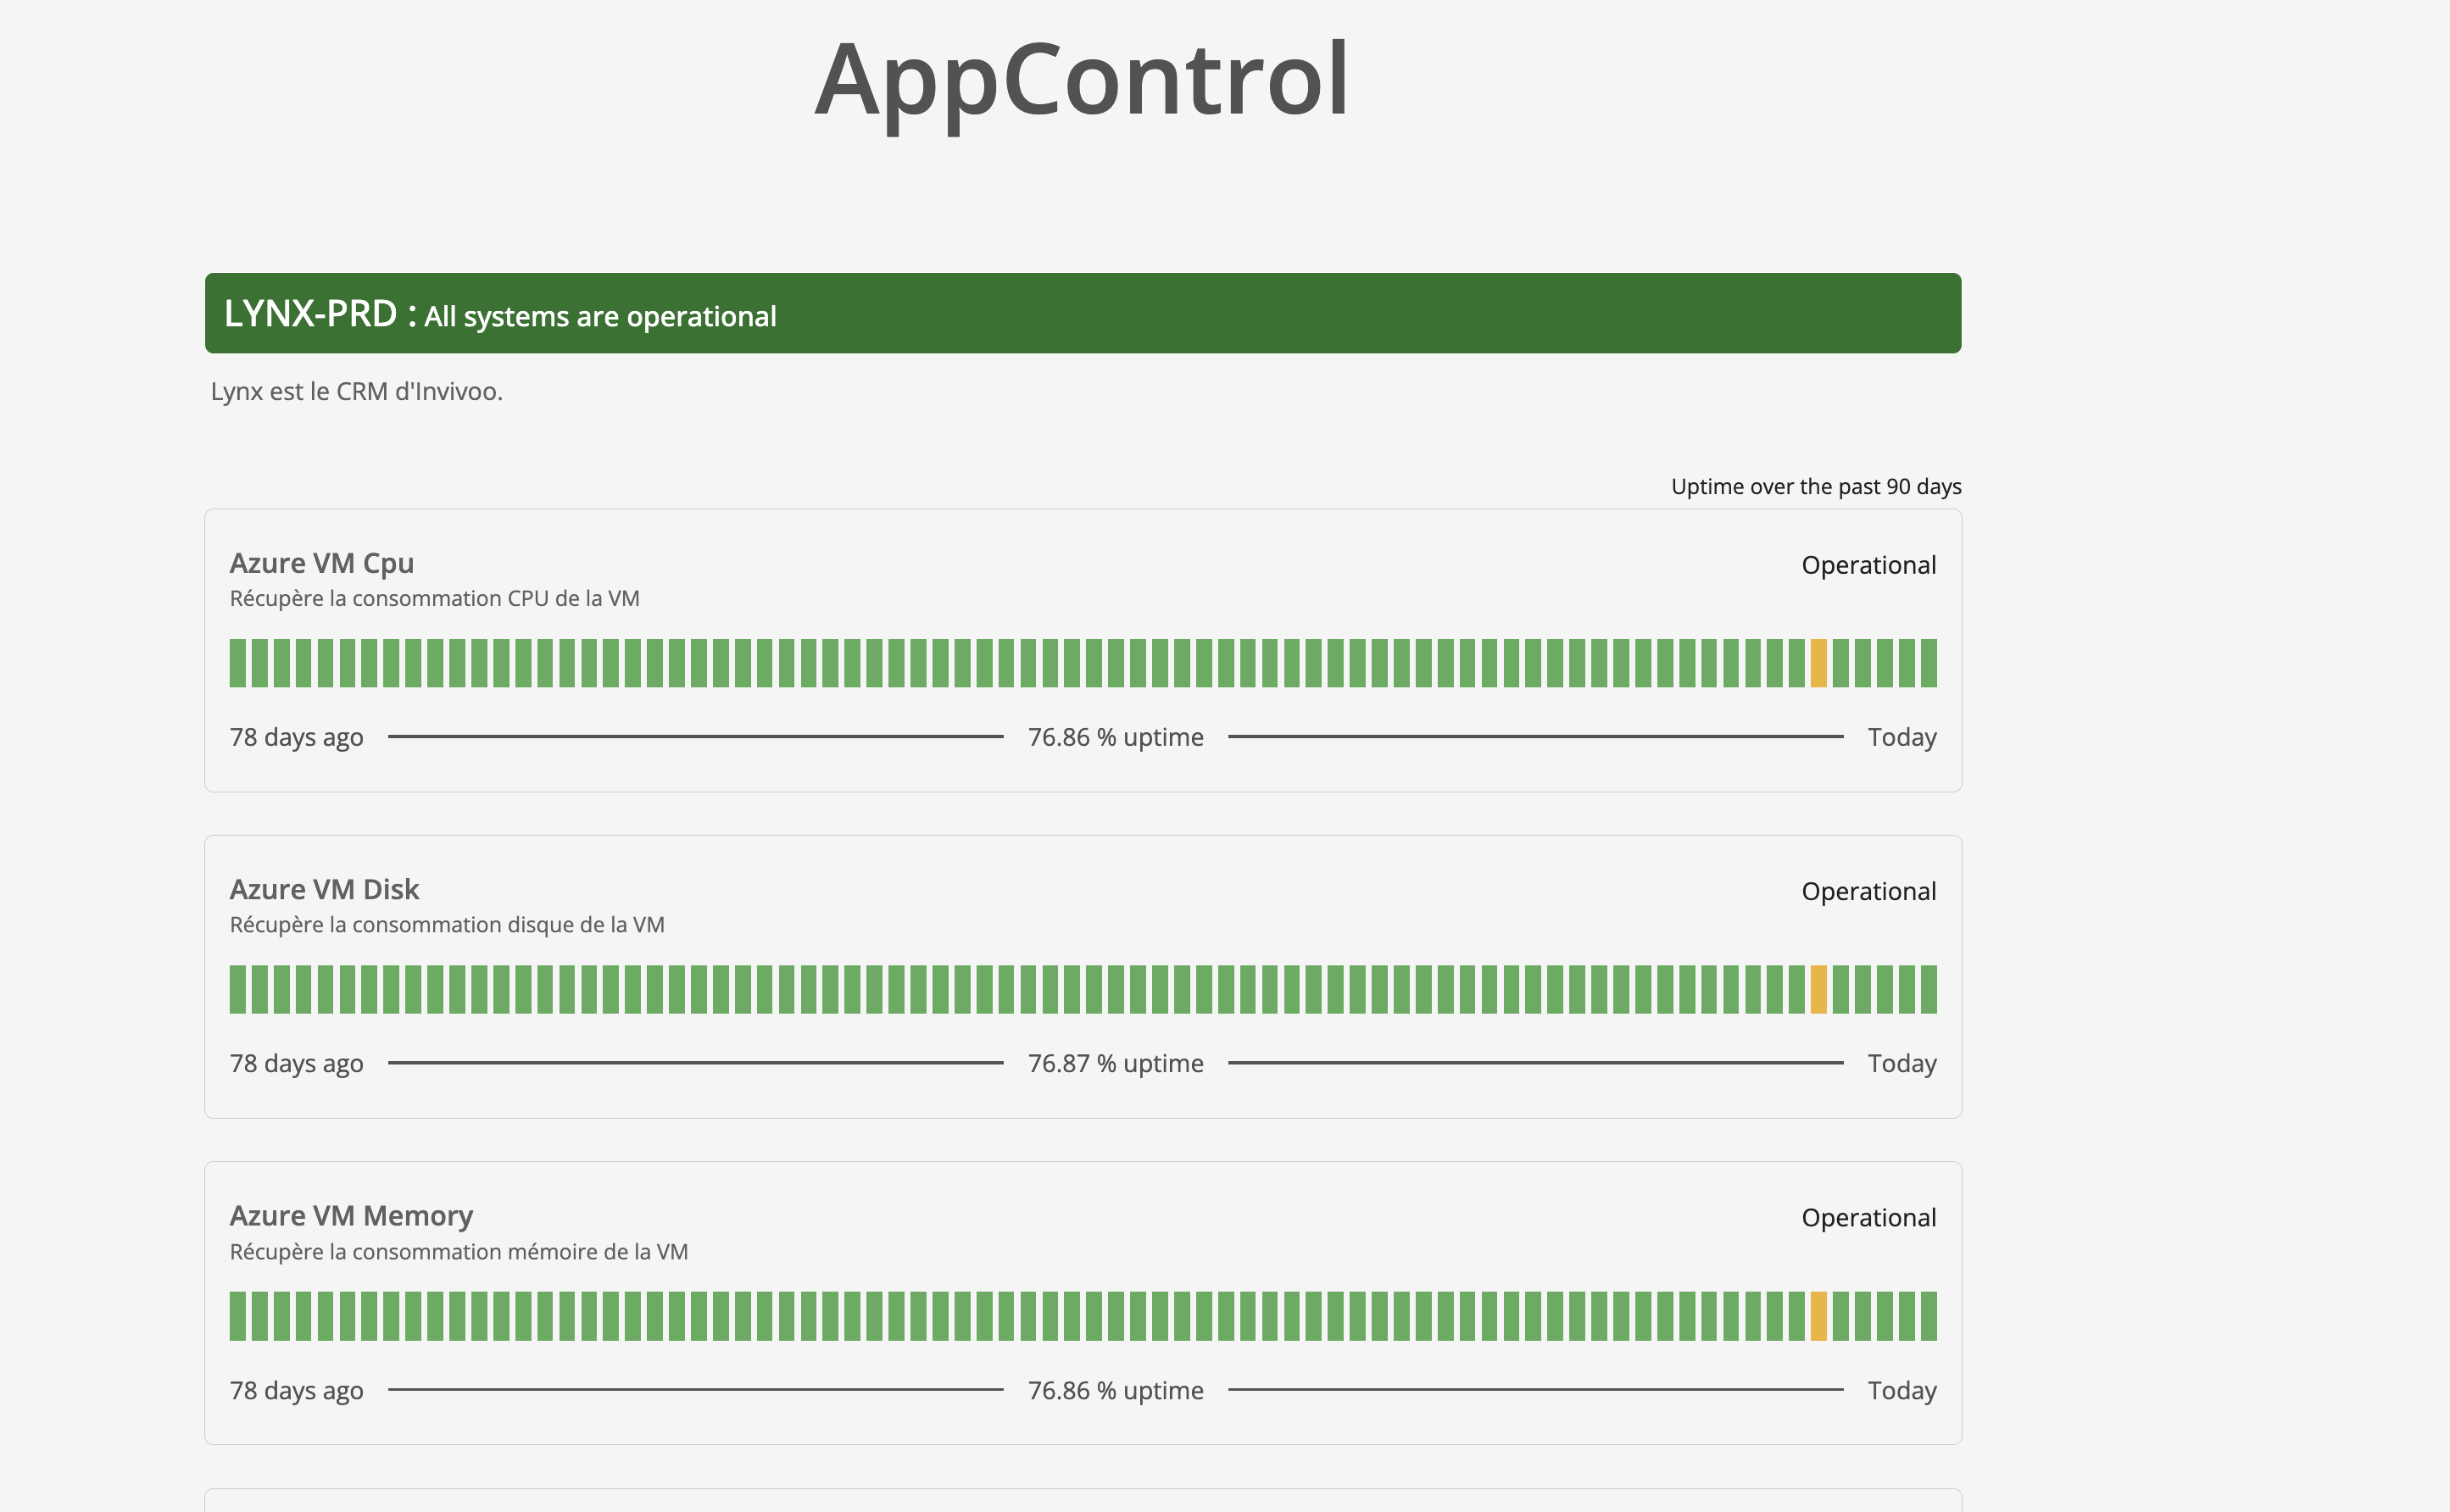 AppControl
LYNX-PRD : All systems are operational
Lynx est le CRM d'Invivoo.
Uptime over the past 90 days
Azure VM Cpu
Operational
Récupère la consommation CPU de la VM
78 days ago
76.86 % uptime
Today
Azure VM Disk
Operational
Récupère la consommation disque de la VM
78 days ago
76.87 % uptime
Today
Azure VM Memory
Operational
Récupère la consommation mémoire de la VM
78 days ago
76.86 % uptime
Today